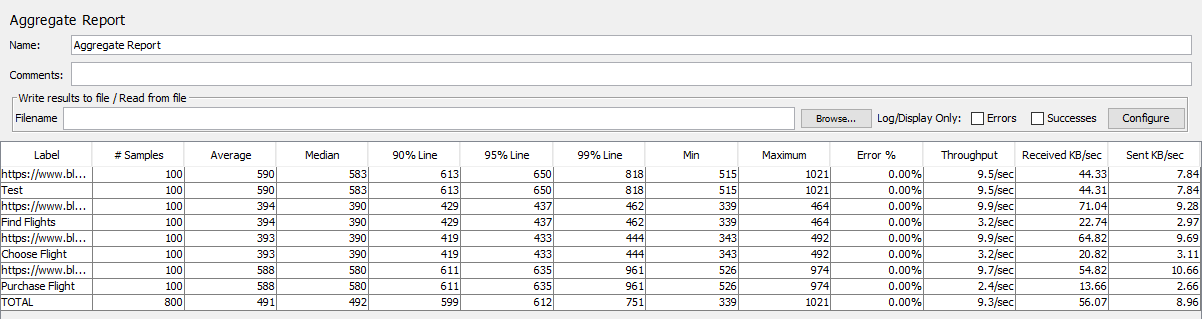 Aggregate Report
Name: Aggregate Report
Comments:
Write results to file / Read from file
Filename Browse... Log/Display Only: Errors Successes Configure
Label # Samples Average Median 90% Line 95% Line 99% Line Min Maximum Error % Throughput Received KB/sec Sent KB/sec
https://www.bl... 100 590 583 613 650 818 515 1021 0.00% 9.5/sec 44.33 7.84
Test 100 590 583 613 650 818 515 1021 0.00% 9.5/sec 44.31 7.84
https://www.bl... 100 394 390 429 437 462 339 464 0.00% 9.9/sec 71.04 9.28
Find Flights 100 394 390 429 437 462 339 464 0.00% 3.2/sec 22.74 2.97
https://www.bl... 100 393 390 419 433 444 343 492 0.00% 9.9/sec 64.82 9.69
Choose Flight 100 393 390 419 433 444 343 492 0.00% 3.2/sec 20.82 3.11
https://www.bl... 100 588 580 611 635 961 526 974 0.00% 9.7/sec 54.82 10.66
Purchase Flight 100 588 580 611 635 961 526 974 0.00% 2.4/sec 13.66 2.66
TOTAL 800 491 492 599 612 751 339 1021 0.00% 9.3/sec 56.07 8.96